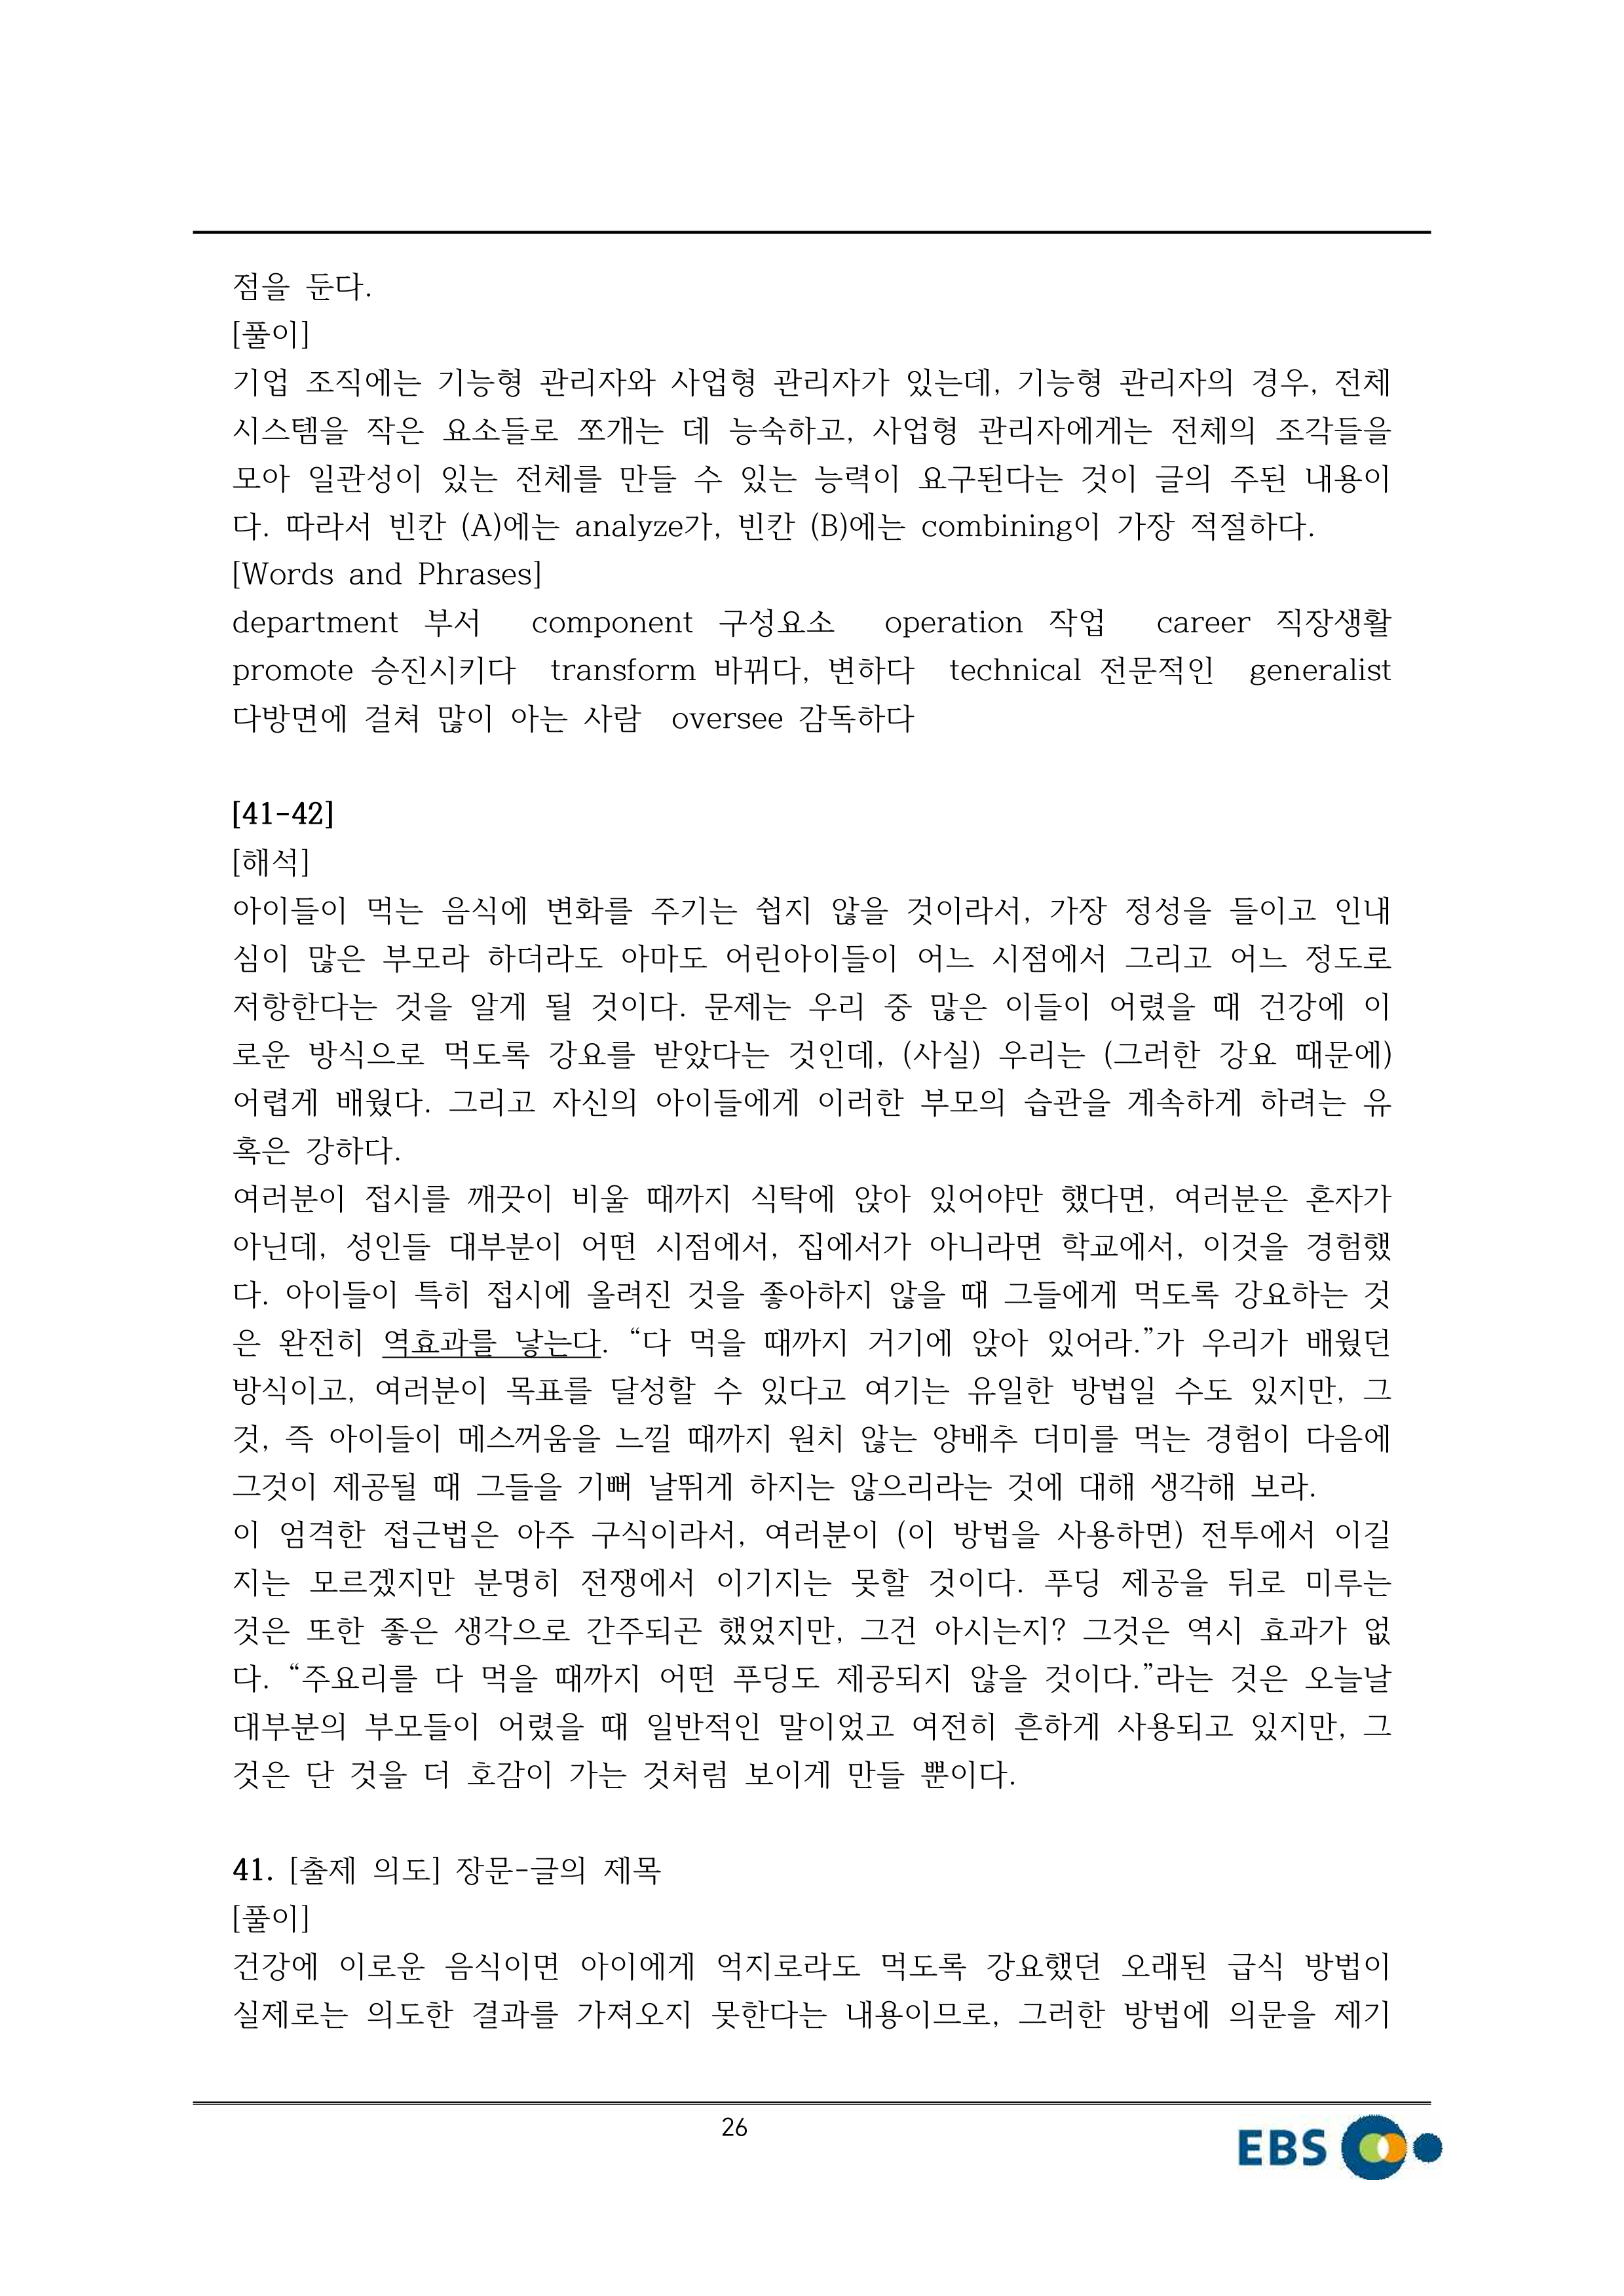 점을 둔다.
[풀이]
기업 조직에는 기능형 관리자와 사업형 관리자가 있는데, 기능형 관리자의 경우, 전체
시스템을 작은 요소들로 쪼개는 데 능숙하고, 사업형 관리자에게는 전체의 조각들을
모아 일관성이 있는 전체를 만들 수 있는 능력이 요구된다는 것이 글의 주된 내용이
다. 따라서 빈칸 (A)에는 analyze가, 빈칸 (B)에는 combining이 가장 적절하다.
[Words and Phrases]
department 부서 component 구성요소 operation 작업 career 직장생활
promote 승진시키다 transform 바뀌다, 변하다 technical 전문적인 generalist
다방면에 걸쳐 많이 아는 사람 oversee 감독하다
[41-42]
[해석]
아이들이 먹는 음식에 변화를 주기는 쉽지 않을 것이라서, 가장 정성을 들이고 인내
심이 많은 부모라 하더라도 아마도 어린아이들이 어느 시점에서 그리고 어느 정도로
저항한다는 것을 알게 될 것이다. 문제는 우리 중 많은 이들이 어렸을 때 건강에 이
로운 방식으로 먹도록 강요를 받았다는 것인데, (사실) 우리는 (그러한 강요 때문에)
어렵게 배웠다. 그리고 자신의 아이들에게 이러한 부모의 습관을 계속하게 하려는 유
혹은 강하다.
여러분이 접시를 깨끗이 비울 때까지 식탁에 앉아 있어야만 했다면, 여러분은 혼자가
아닌데, 성인들 대부분이 어떤 시점에서, 집에서가 아니라면 학교에서, 이것을 경험했
다. 아이들이 특히 접시에 올려진 것을 좋아하지 않을 때 그들에게 먹도록 강요하는 것
은 완전히 역효과를 낳는다. “다 먹을 때까지 거기에 앉아 있어라.”가 우리가 배웠던
방식이고, 여러분이 목표를 달성할 수 있다고 여기는 유일한 방법일 수도 있지만, 그
것, 즉 아이들이 메스꺼움을 느낄 때까지 원치 않는 양배추 더미를 먹는 경험이 다음에
그것이 제공될 때 그들을 기뻐 날뛰게 하지는 않으리라는 것에 대해 생각해 보라.
이 엄격한 접근법은 아주 구식이라서, 여러분이 (이 방법을 사용하면) 전투에서 이길
지는 모르겠지만 분명히 전쟁에서 이기지는 못할 것이다. 푸딩 제공을 뒤로 미루는
것은 또한 좋은 생각으로 간주되곤 했었지만, 그건 아시는지? 그것은 역시 효과가 없
다. “주요리를 다 먹을 때까지 어떤 푸딩도 제공되지 않을 것이다.”라는 것은 오늘날
대부분의 부모들이 어렸을 때 일반적인 말이었고 여전히 흔하게 사용되고 있지만, 그
것은 단 것을 더 호감이 가는 것처럼 보이게 만들 뿐이다.
41. [출제 의도] 장문-글의 제목
[풀이]
건강에 이로운 음식이면 아이에게 억지로라도 먹도록 강요했던 오래된 급식 방법이
실제로는 의도한 결과를 가져오지 못한다는 내용이므로, 그러한 방법에 의문을 제기
26
EBS